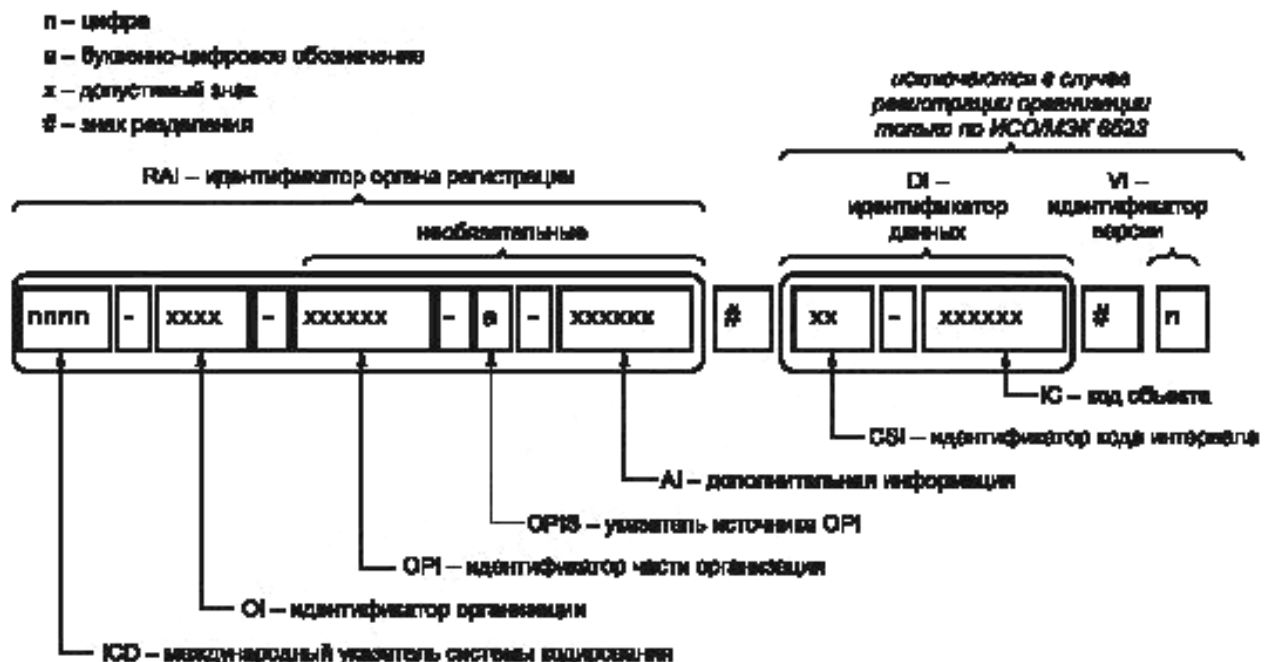 n – цифра
а – буквенно-цифровое обозначение
х – допустимый знак
# – знак разделения
исключаются в случае
регистрации организации
только по ИСО/МЭК 6523
RAI – идентификатор органа регистрации
DI –
идентификатор
данных
VI –
идентификатор
версии
необязательные
nnnn - xxxx - xxxxxx - a - xxxxxx # xx - xxxxxx # n
IC – код объекта
CSI – идентификатор кода интервала
AI – дополнительная информация
OPIS – указатель источника OPI
OPI – идентификатор части организация
OI – идентификатор организации
ICD – международный указатель системы кодирования